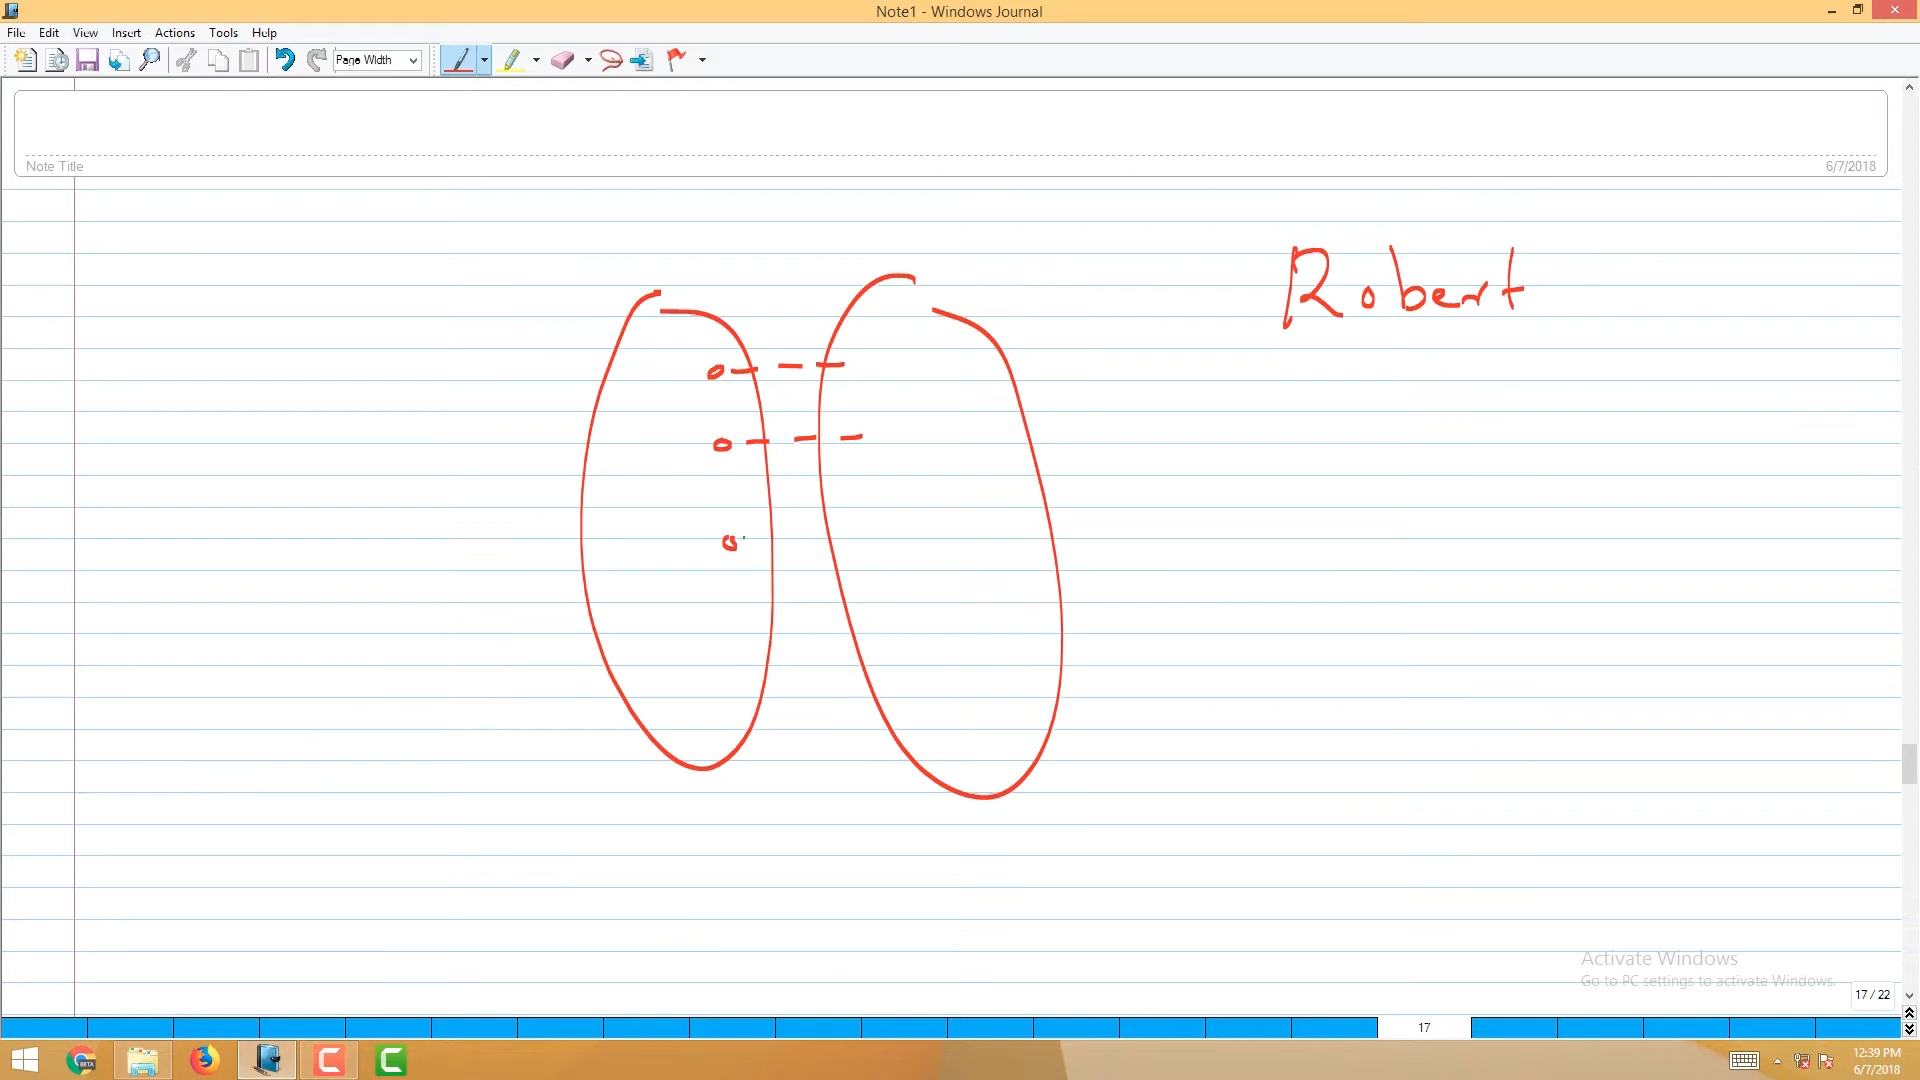 Note1 - Windows Journal
File Edit View Insert Actions Tools Help
Page Width
Note Title 6/7/2018
Robert
Activate Windows
Go to PC settings to activate Windows.
17 / 22
17
BETA
12:39 PM
6/7/2018